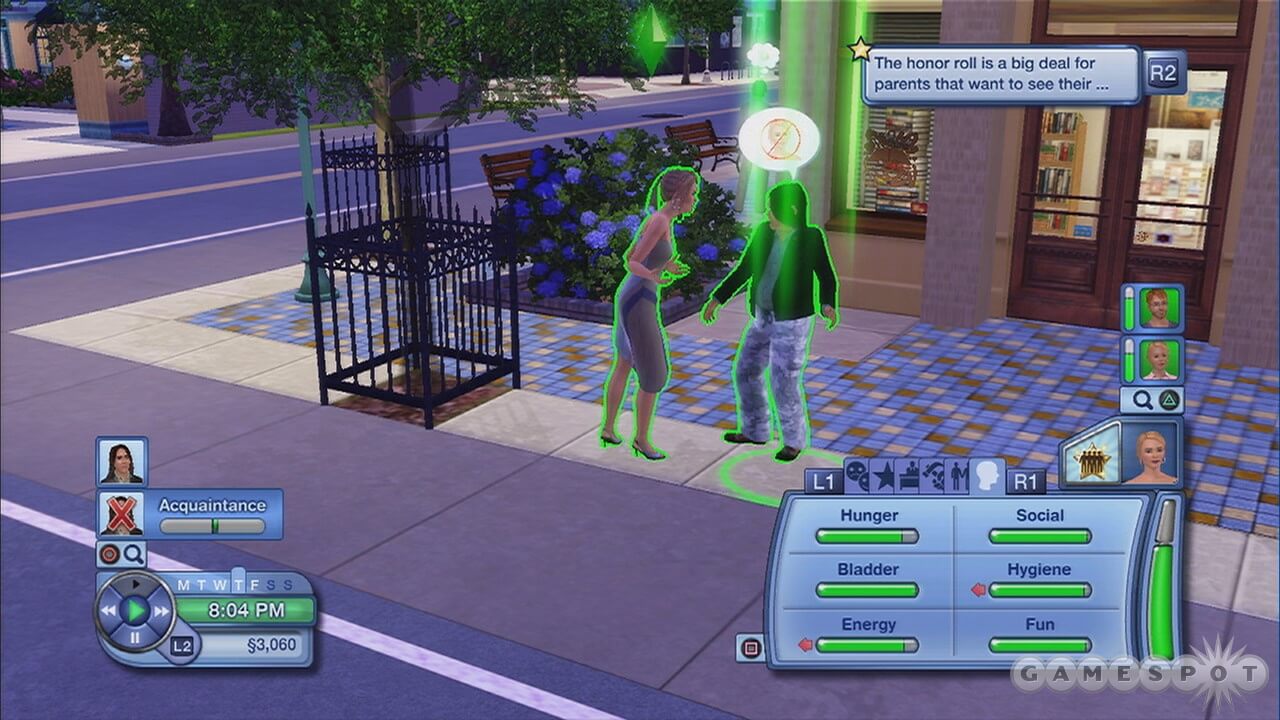 The honor roll is a big deal for
parents that want to see their ...
R2
L1
R1
Hunger
Social
Bladder
Hygiene
Energy
Fun
Acquaintance
M T W T F S S
8:04 PM
L2
§3,060
GAMESPOT